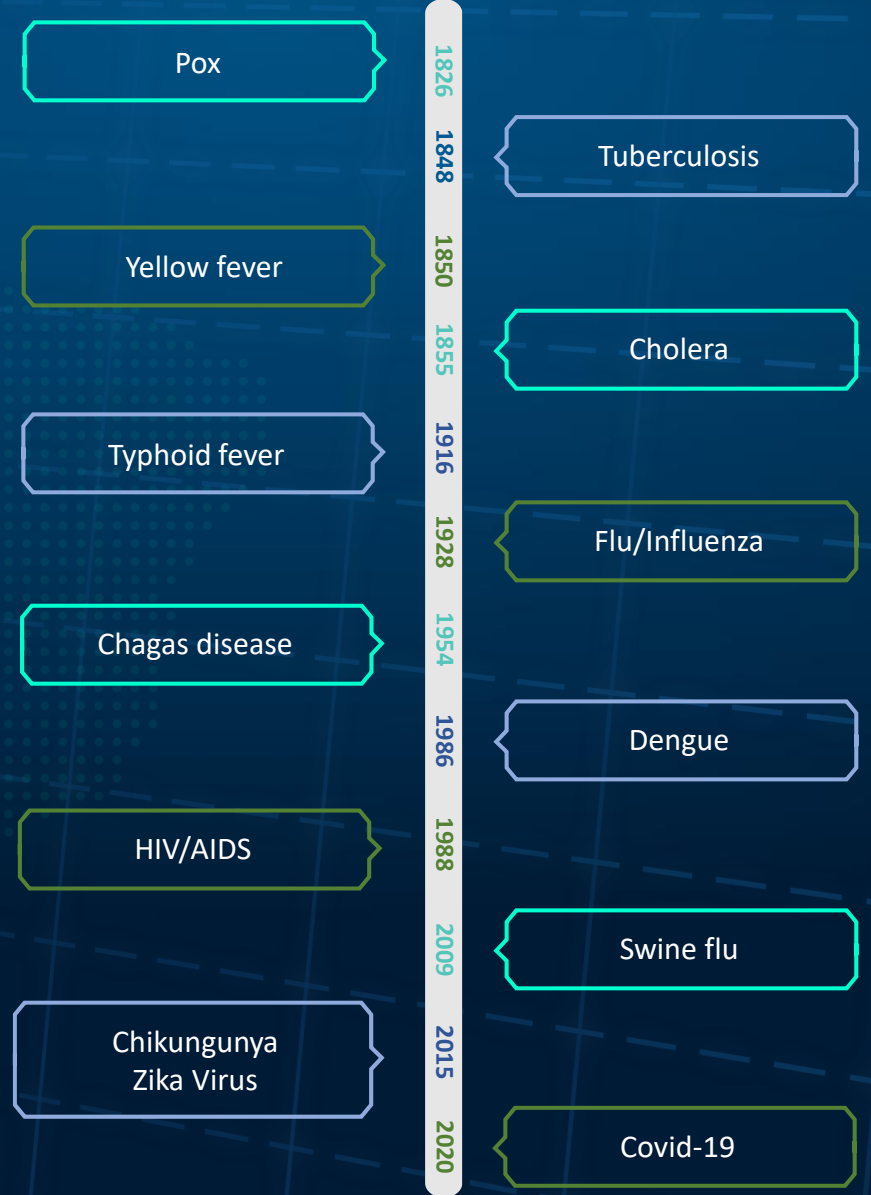 Pox
1826
1848
Tuberculosis
Yellow fever
1850
1855
Cholera
Typhoid fever
1916
1928
Flu/Influenza
Chagas disease
1954
1986
Dengue
HIV/AIDS
1988
2009
Swine flu
Chikungunya
Zika Virus
2015
2020
Covid-19